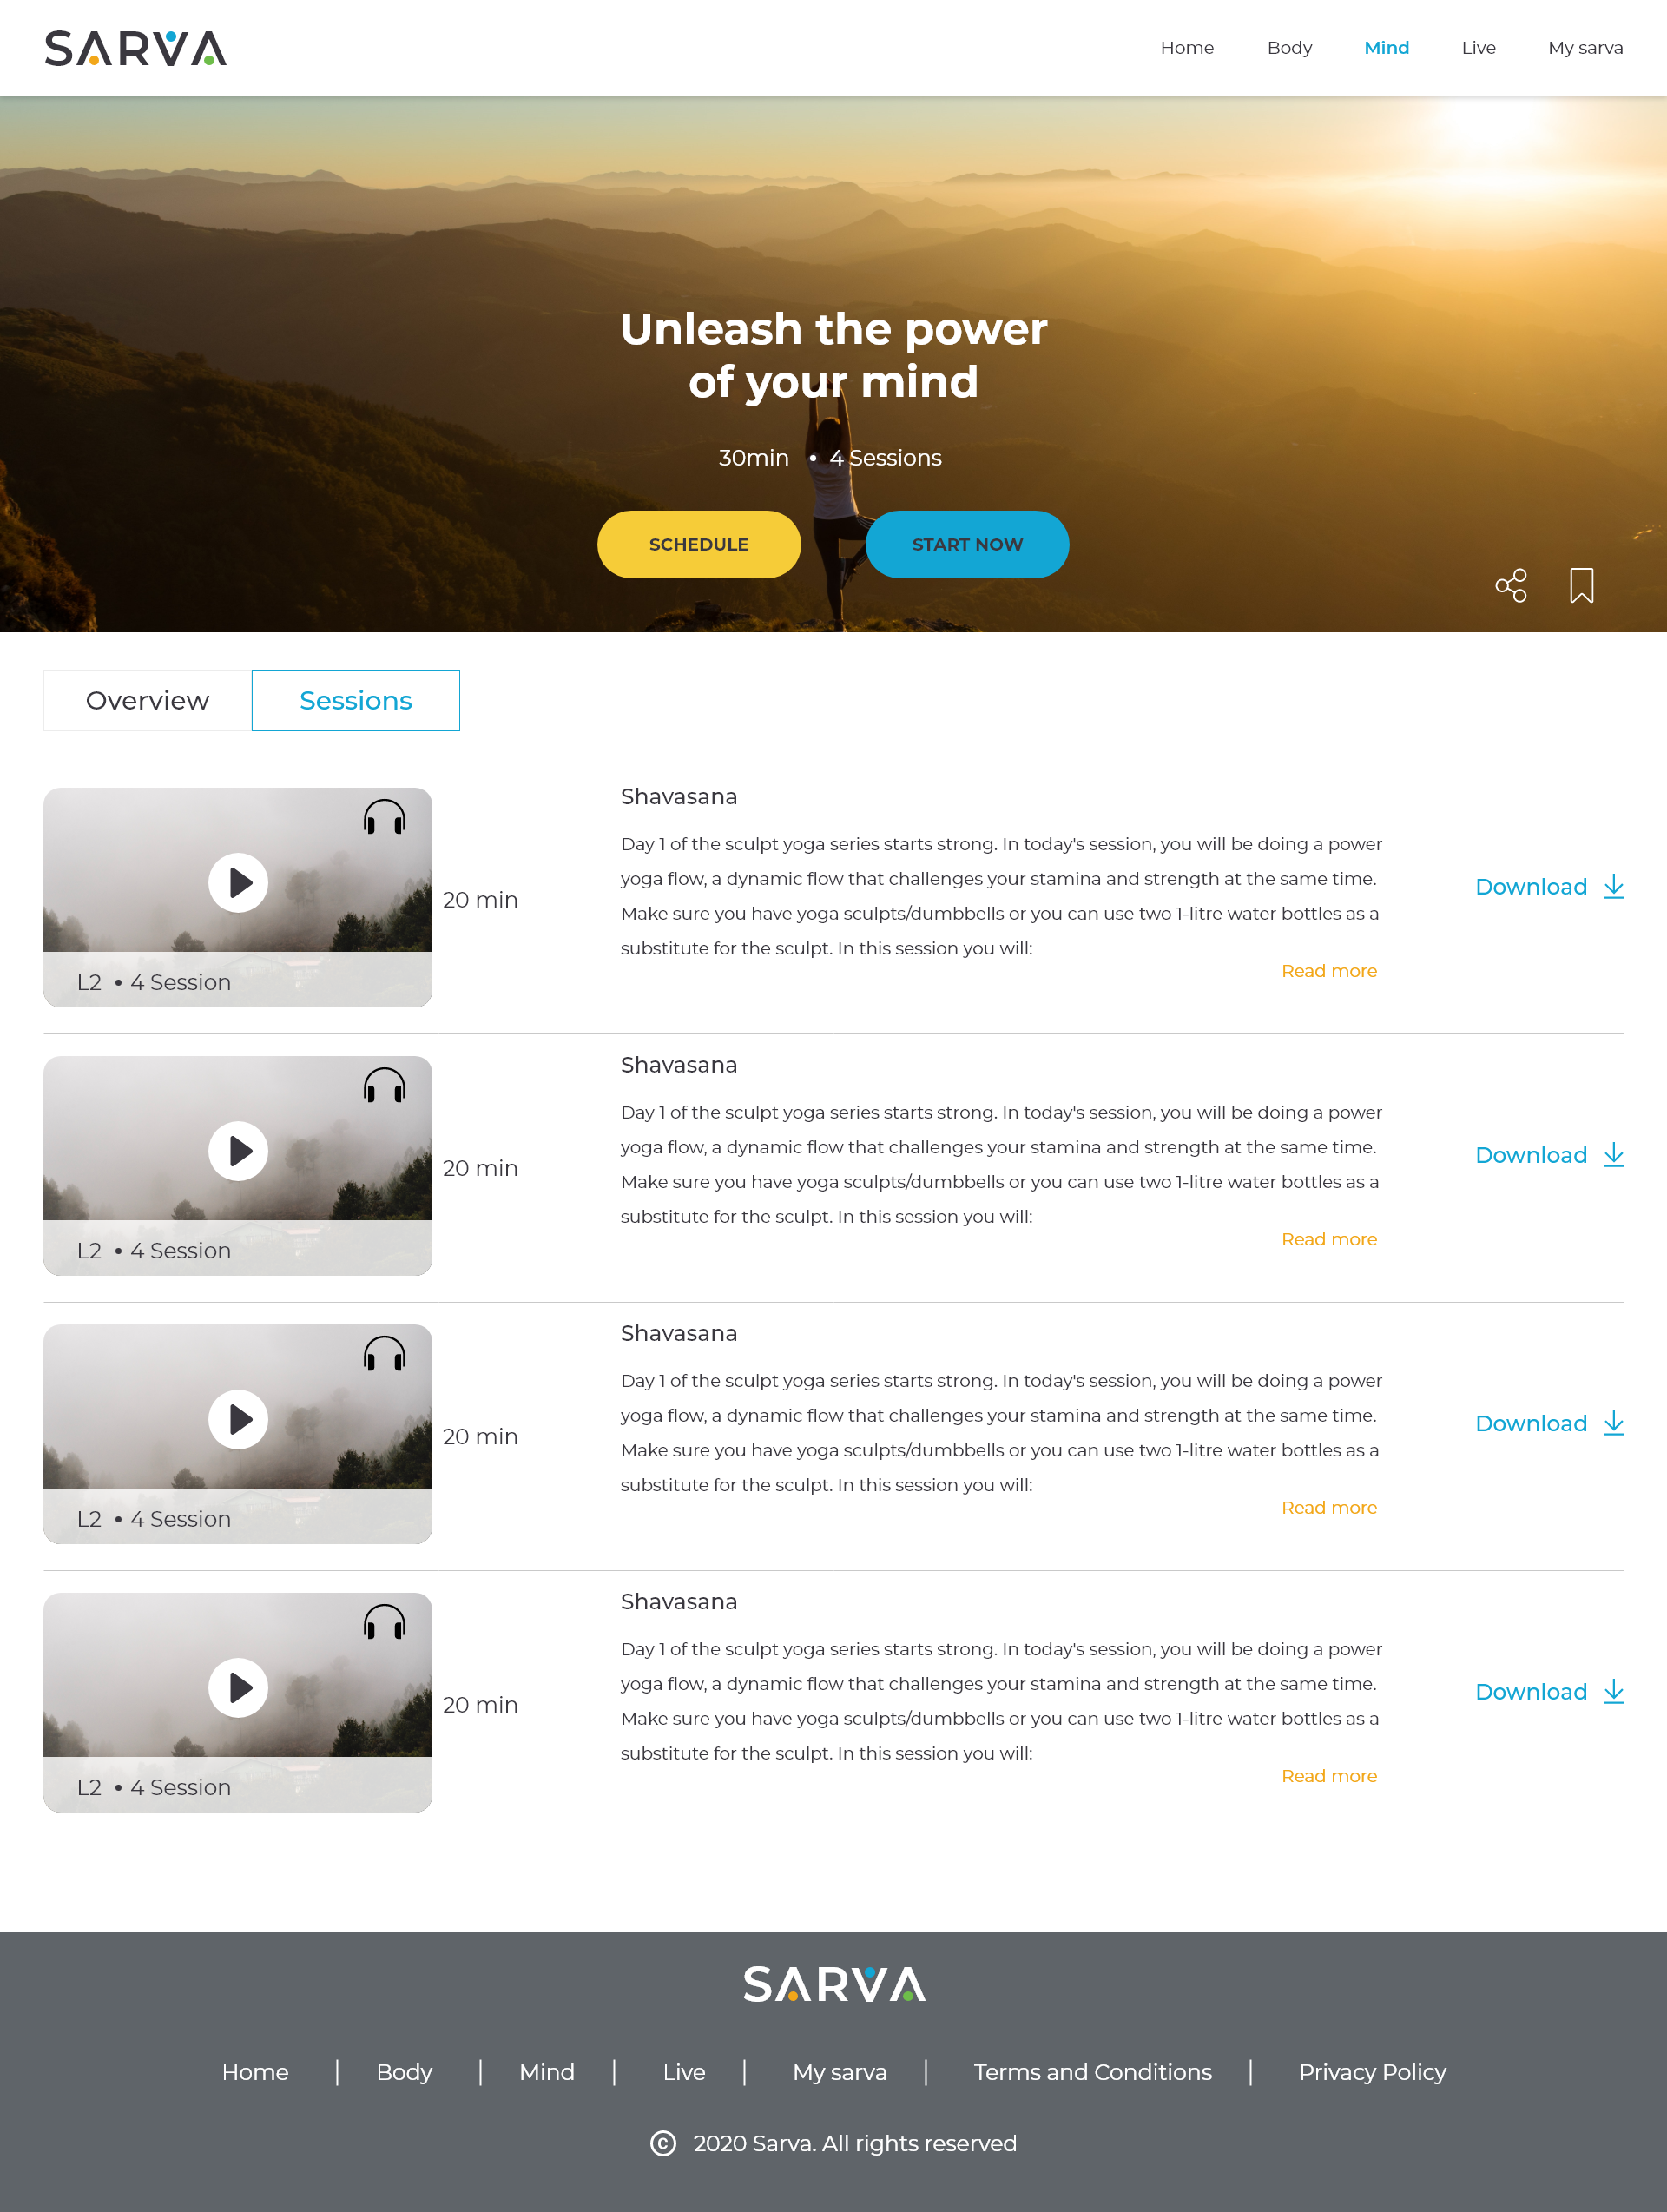 SARVA
Home
Body
Mind
Live
My sarva
Unleash the power
of your mind
30min • 4 Sessions
SCHEDULE
START NOW
Overview
Sessions
L2 • 4 Session
20 min
Shavasana
Day 1 of the sculpt yoga series starts strong. In today's session, you will be doing a power
yoga flow, a dynamic flow that challenges your stamina and strength at the same time.
Make sure you have yoga sculpts/dumbbells or you can use two 1-litre water bottles as a
substitute for the sculpt. In this session you will:
Read more
Download
L2 • 4 Session
20 min
Shavasana
Day 1 of the sculpt yoga series starts strong. In today's session, you will be doing a power
yoga flow, a dynamic flow that challenges your stamina and strength at the same time.
Make sure you have yoga sculpts/dumbbells or you can use two 1-litre water bottles as a
substitute for the sculpt. In this session you will:
Read more
Download
L2 • 4 Session
20 min
Shavasana
Day 1 of the sculpt yoga series starts strong. In today's session, you will be doing a power
yoga flow, a dynamic flow that challenges your stamina and strength at the same time.
Make sure you have yoga sculpts/dumbbells or you can use two 1-litre water bottles as a
substitute for the sculpt. In this session you will:
Read more
Download
L2 • 4 Session
20 min
Shavasana
Day 1 of the sculpt yoga series starts strong. In today's session, you will be doing a power
yoga flow, a dynamic flow that challenges your stamina and strength at the same time.
Make sure you have yoga sculpts/dumbbells or you can use two 1-litre water bottles as a
substitute for the sculpt. In this session you will:
Read more
Download
SARVA
Home | Body | Mind | Live | My sarva | Terms and Conditions | Privacy Policy
© 2020 Sarva. All rights reserved